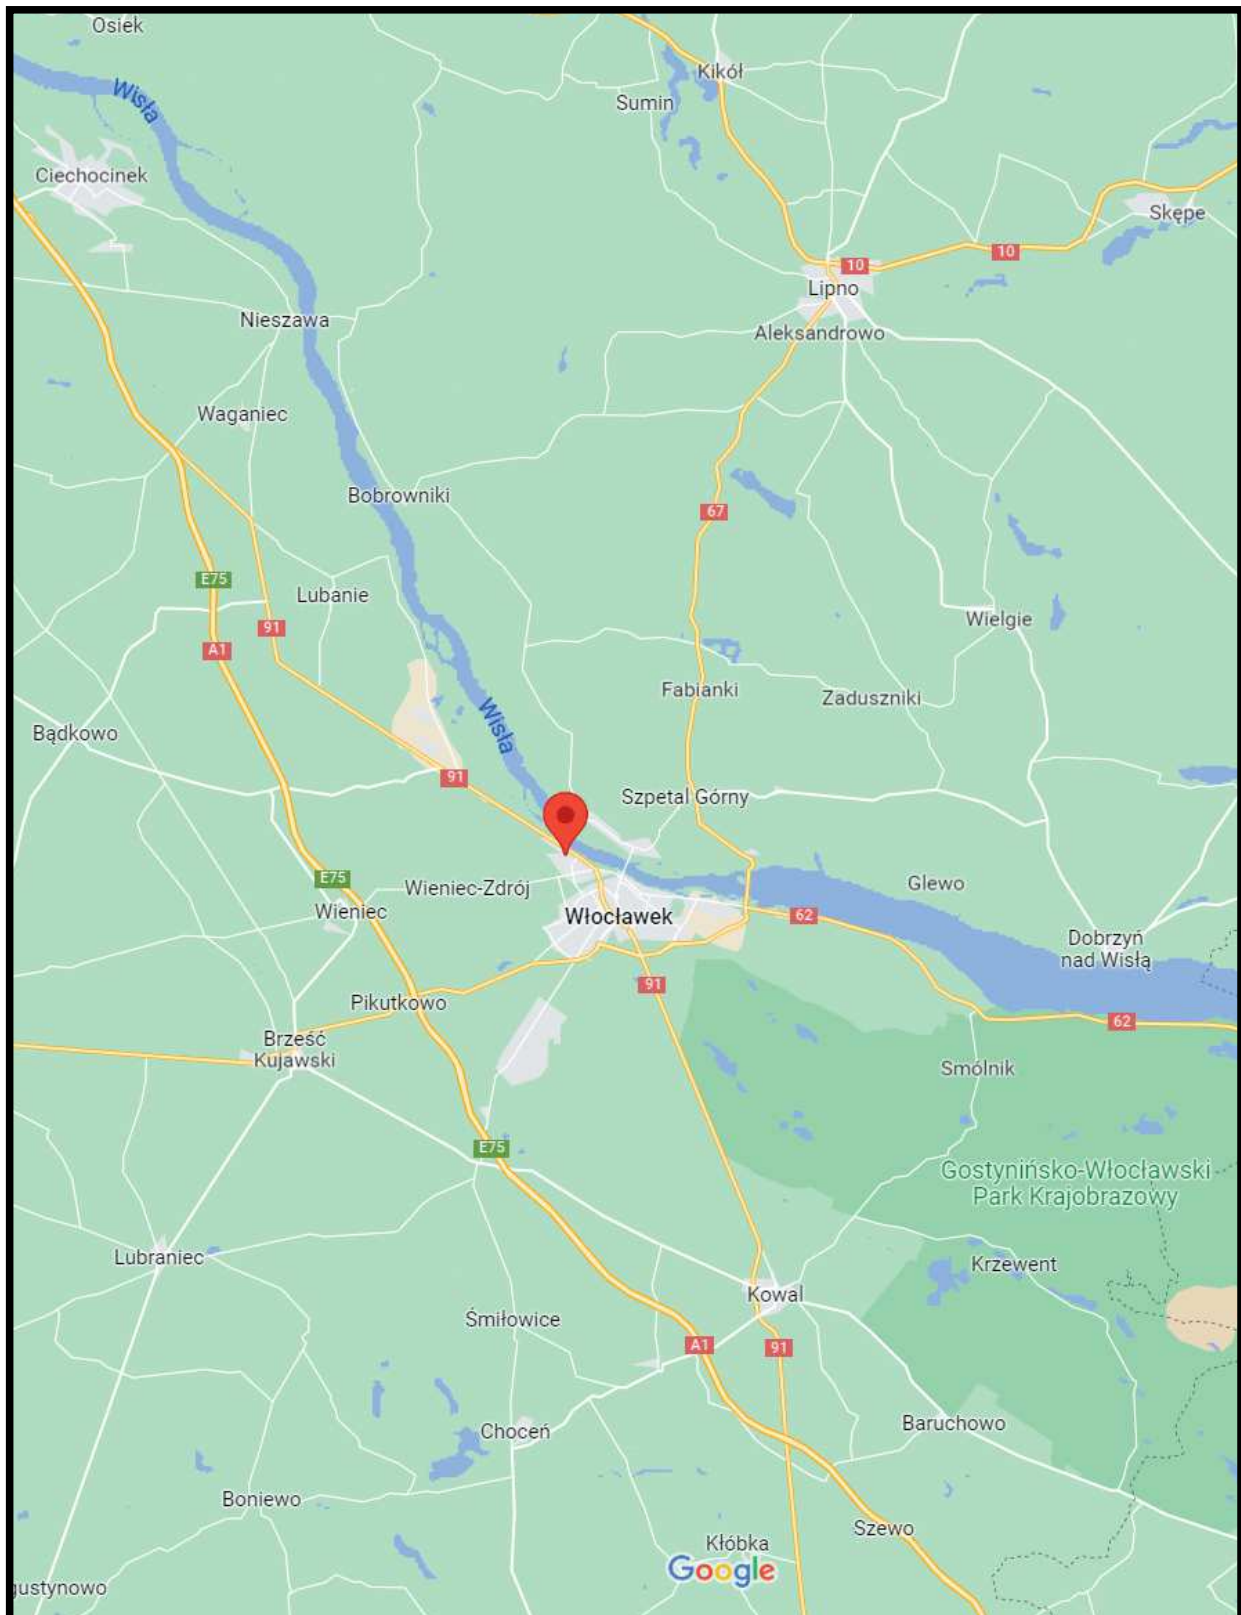 Osiek
Wisła
Kikół
Sumin
Ciechocinek
Skępe
10
10
Lipno
Nieszawa
Aleksandrowo
Waganiec
Bobrowniki
67
E75
Lubanie
91
Wielgie
A1
Fabianki
Zaduszniki
Wisła
Bądkowo
91
Szpetal Górny
E75
Wieniec-Zdrój
Glewo
Wieniec
Włocławek
62
Dobrzyń
nad Wisłą
91
Pikutkowo
62
Brześć
Kujawski
Smólnik
E75
Gostynińsko-Włocławski
Park Krajobrazowy
Lubraniec
Krzewent
Kowal
Śmiłowice
A1
91
Baruchowo
Choceń
Boniewo
Szewo
Kłóbka
Google
gustynowo